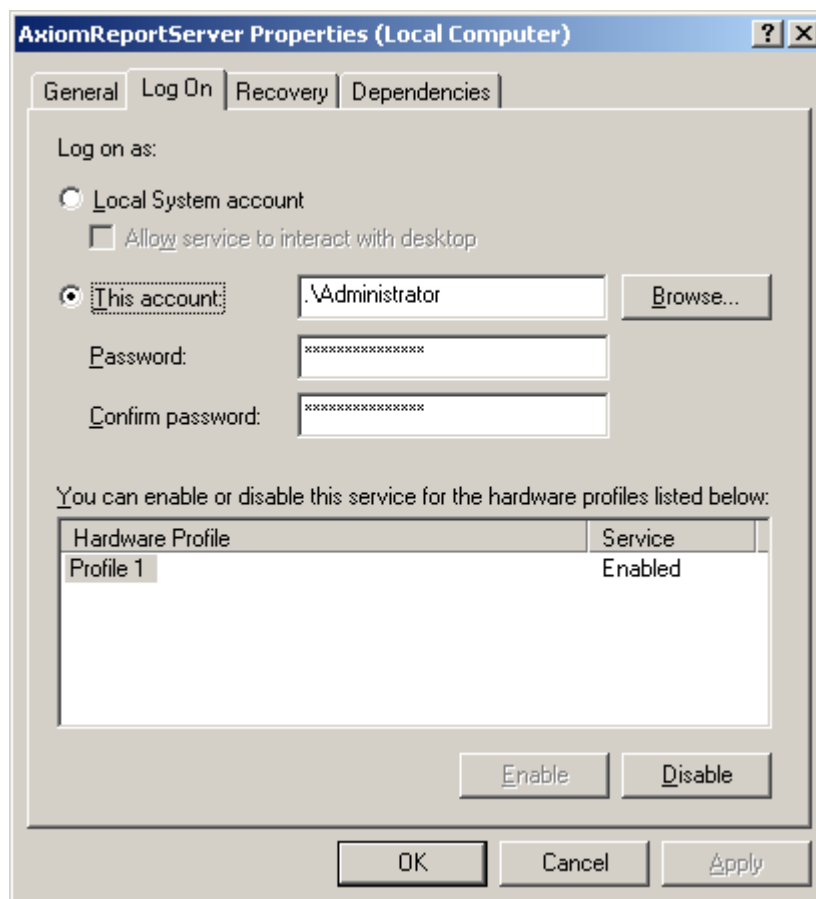 AxiomReportServer Properties (Local Computer)
General Log On Recovery Dependencies
Log on as:
Local System account
Allow service to interact with desktop
This account: .\Administrator Browse...
Password: ***************
Confirm password: ***************
You can enable or disable this service for the hardware profiles listed below:
Hardware Profile Service
Profile 1 Enabled
Enable Disable
OK Cancel Apply